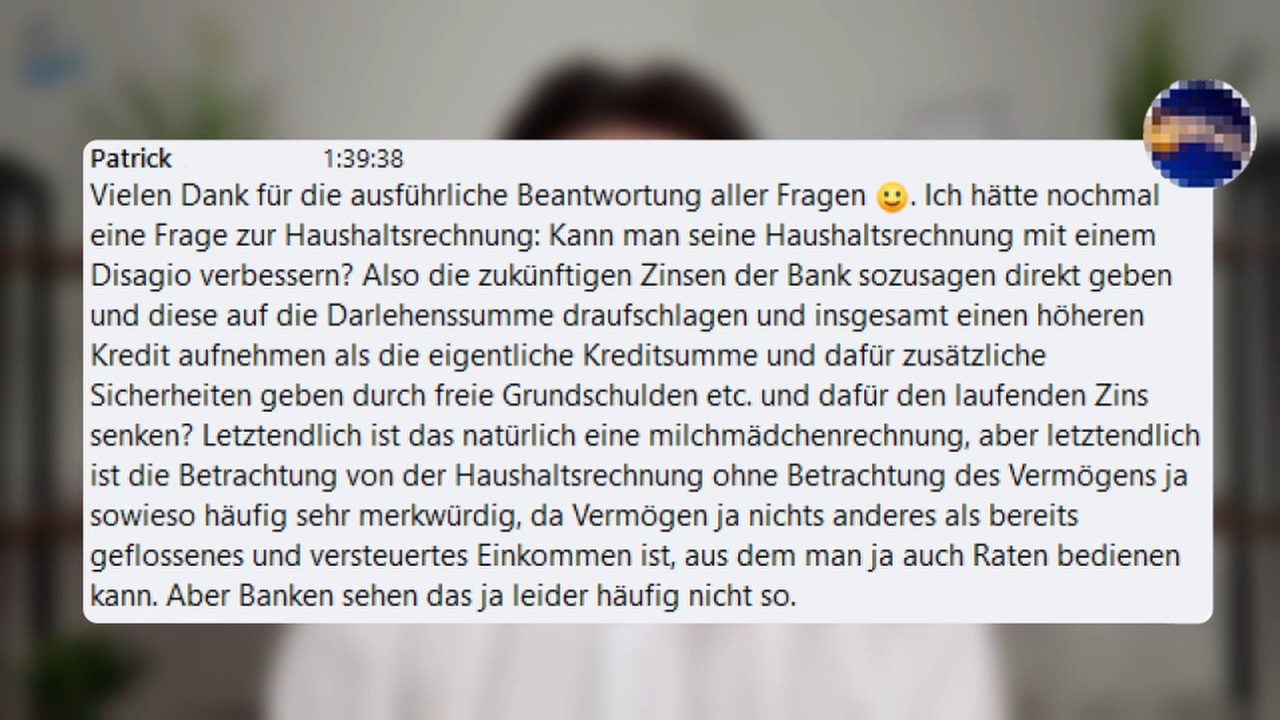 Patrick 1:39:38
Vielen Dank für die ausführliche Beantwortung aller Fragen 🙂. Ich hätte nochmal
eine Frage zur Haushaltsrechnung: Kann man seine Haushaltsrechnung mit einem
Disagio verbessern? Also die zukünftigen Zinsen der Bank sozusagen direkt geben
und diese auf die Darlehenssumme draufschlagen und insgesamt einen höheren
Kredit aufnehmen als die eigentliche Kreditsumme und dafür zusätzliche
Sicherheiten geben durch freie Grundschulden etc. und dafür den laufenden Zins
senken? Letztendlich ist das natürlich eine milchmädchenrechnung, aber letztendlich
ist die Betrachtung von der Haushaltsrechnung ohne Betrachtung des Vermögens ja
sowieso häufig sehr merkwürdig, da Vermögen ja nichts anderes als bereits
geflossenes und versteuertes Einkommen ist, aus dem man ja auch Raten bedienen
kann. Aber Banken sehen das ja leider häufig nicht so.